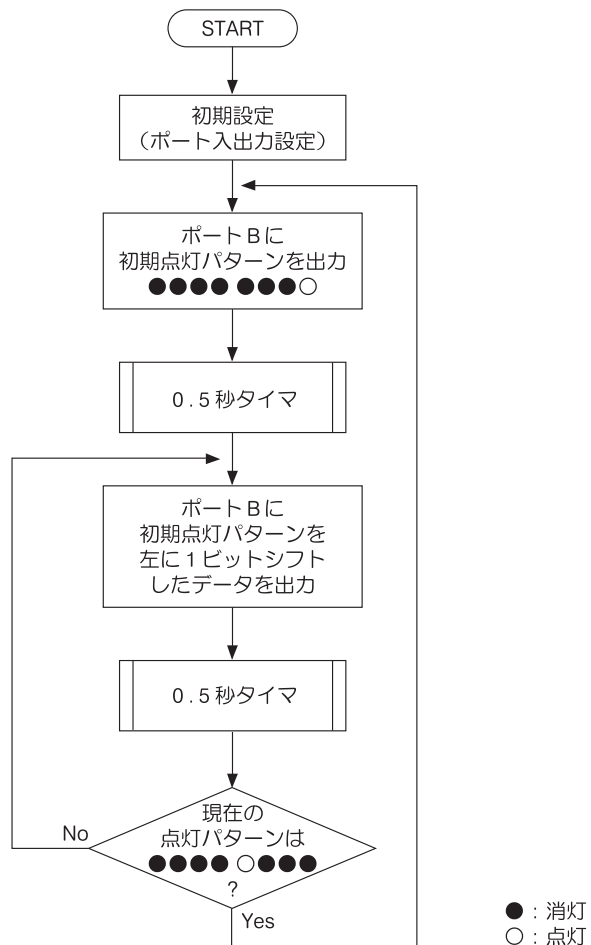 START
初期設定
（ポート入出力設定）
ポートBに
初期点灯パターンを出力
●●●● ●●●○
0.5秒タイマ
ポートBに
初期点灯パターンを
左に1ビットシフト
したデータを出力
0.5秒タイマ
現在の
点灯パターンは
●●●● ○●●●
?
No
Yes
●：消灯
○：点灯